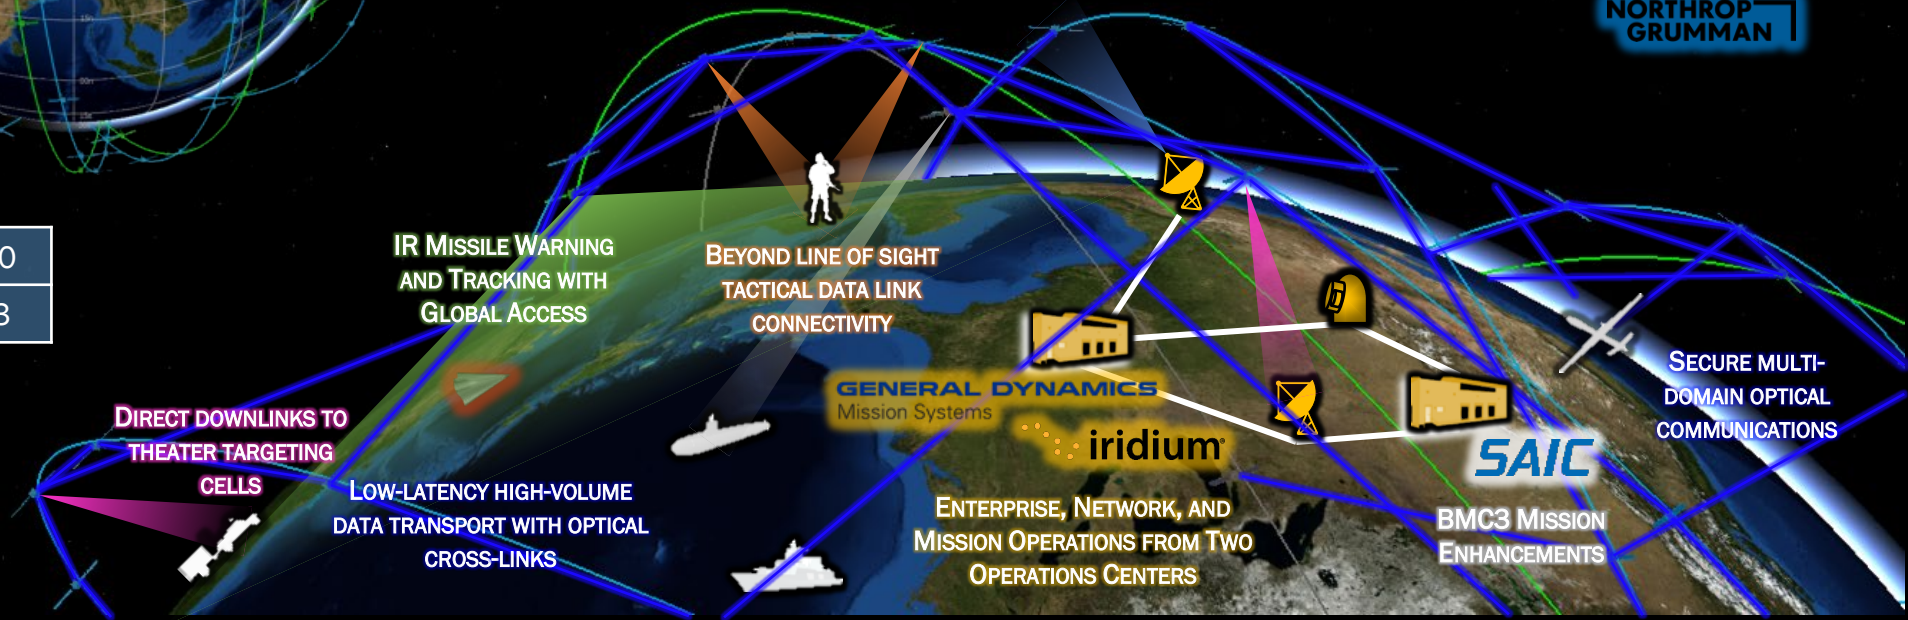 NORTHROP
GRUMMAN
0
3
IR MISSILE WARNING
AND TRACKING WITH
GLOBAL ACCESS
BEYOND LINE OF SIGHT
TACTICAL DATA LINK
CONNECTIVITY
DIRECT DOWNLINKS TO
THEATER TARGETING
CELLS
LOW-LATENCY HIGH-VOLUME
DATA TRANSPORT WITH OPTICAL
CROSS-LINKS
GENERAL DYNAMICS
Mission Systems
iridium
ENTERPRISE, NETWORK, AND
MISSION OPERATIONS FROM TWO
OPERATIONS CENTERS
SAIC
BMC3 MISSION
ENHANCEMENTS
SECURE MULTI-
DOMAIN OPTICAL
COMMUNICATIONS